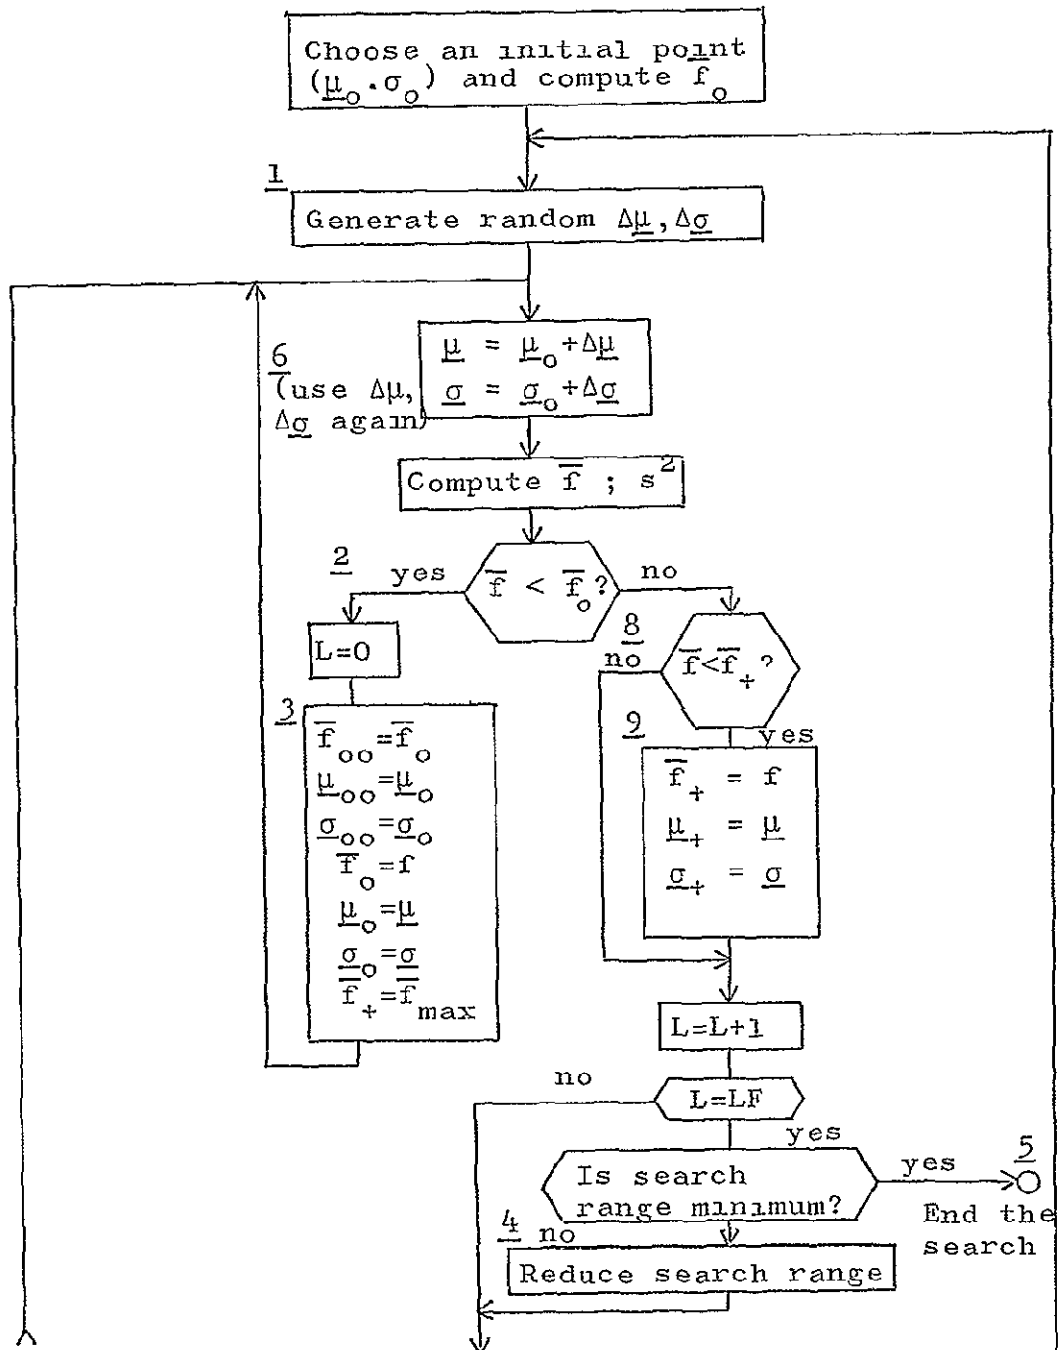 Choose an initial point
(μ₀.σ₀) and compute f̄₀
1
Generate random Δμ,Δσ
6
(use Δμ,
Δσ again)
μ = μ₀+Δμ
σ = σ₀+Δσ
Compute f̄ ; s²
2
yes
f̄ < f̄₀?
no
L=0
8
no
f̄<f̄₊?
3
f̄₀₀=f̄₀
μ₀₀=μ₀
σ₀₀=σ₀
f̄₀=f
μ₀=μ
σ₀=σ
f̄₊=f̄max
9
yes
f̄₊ = f
μ₊ = μ
σ₊ = σ
L=L+1
no
L=LF
yes
Is search
range minimum?
yes
5
End the
search
4
no
Reduce search range